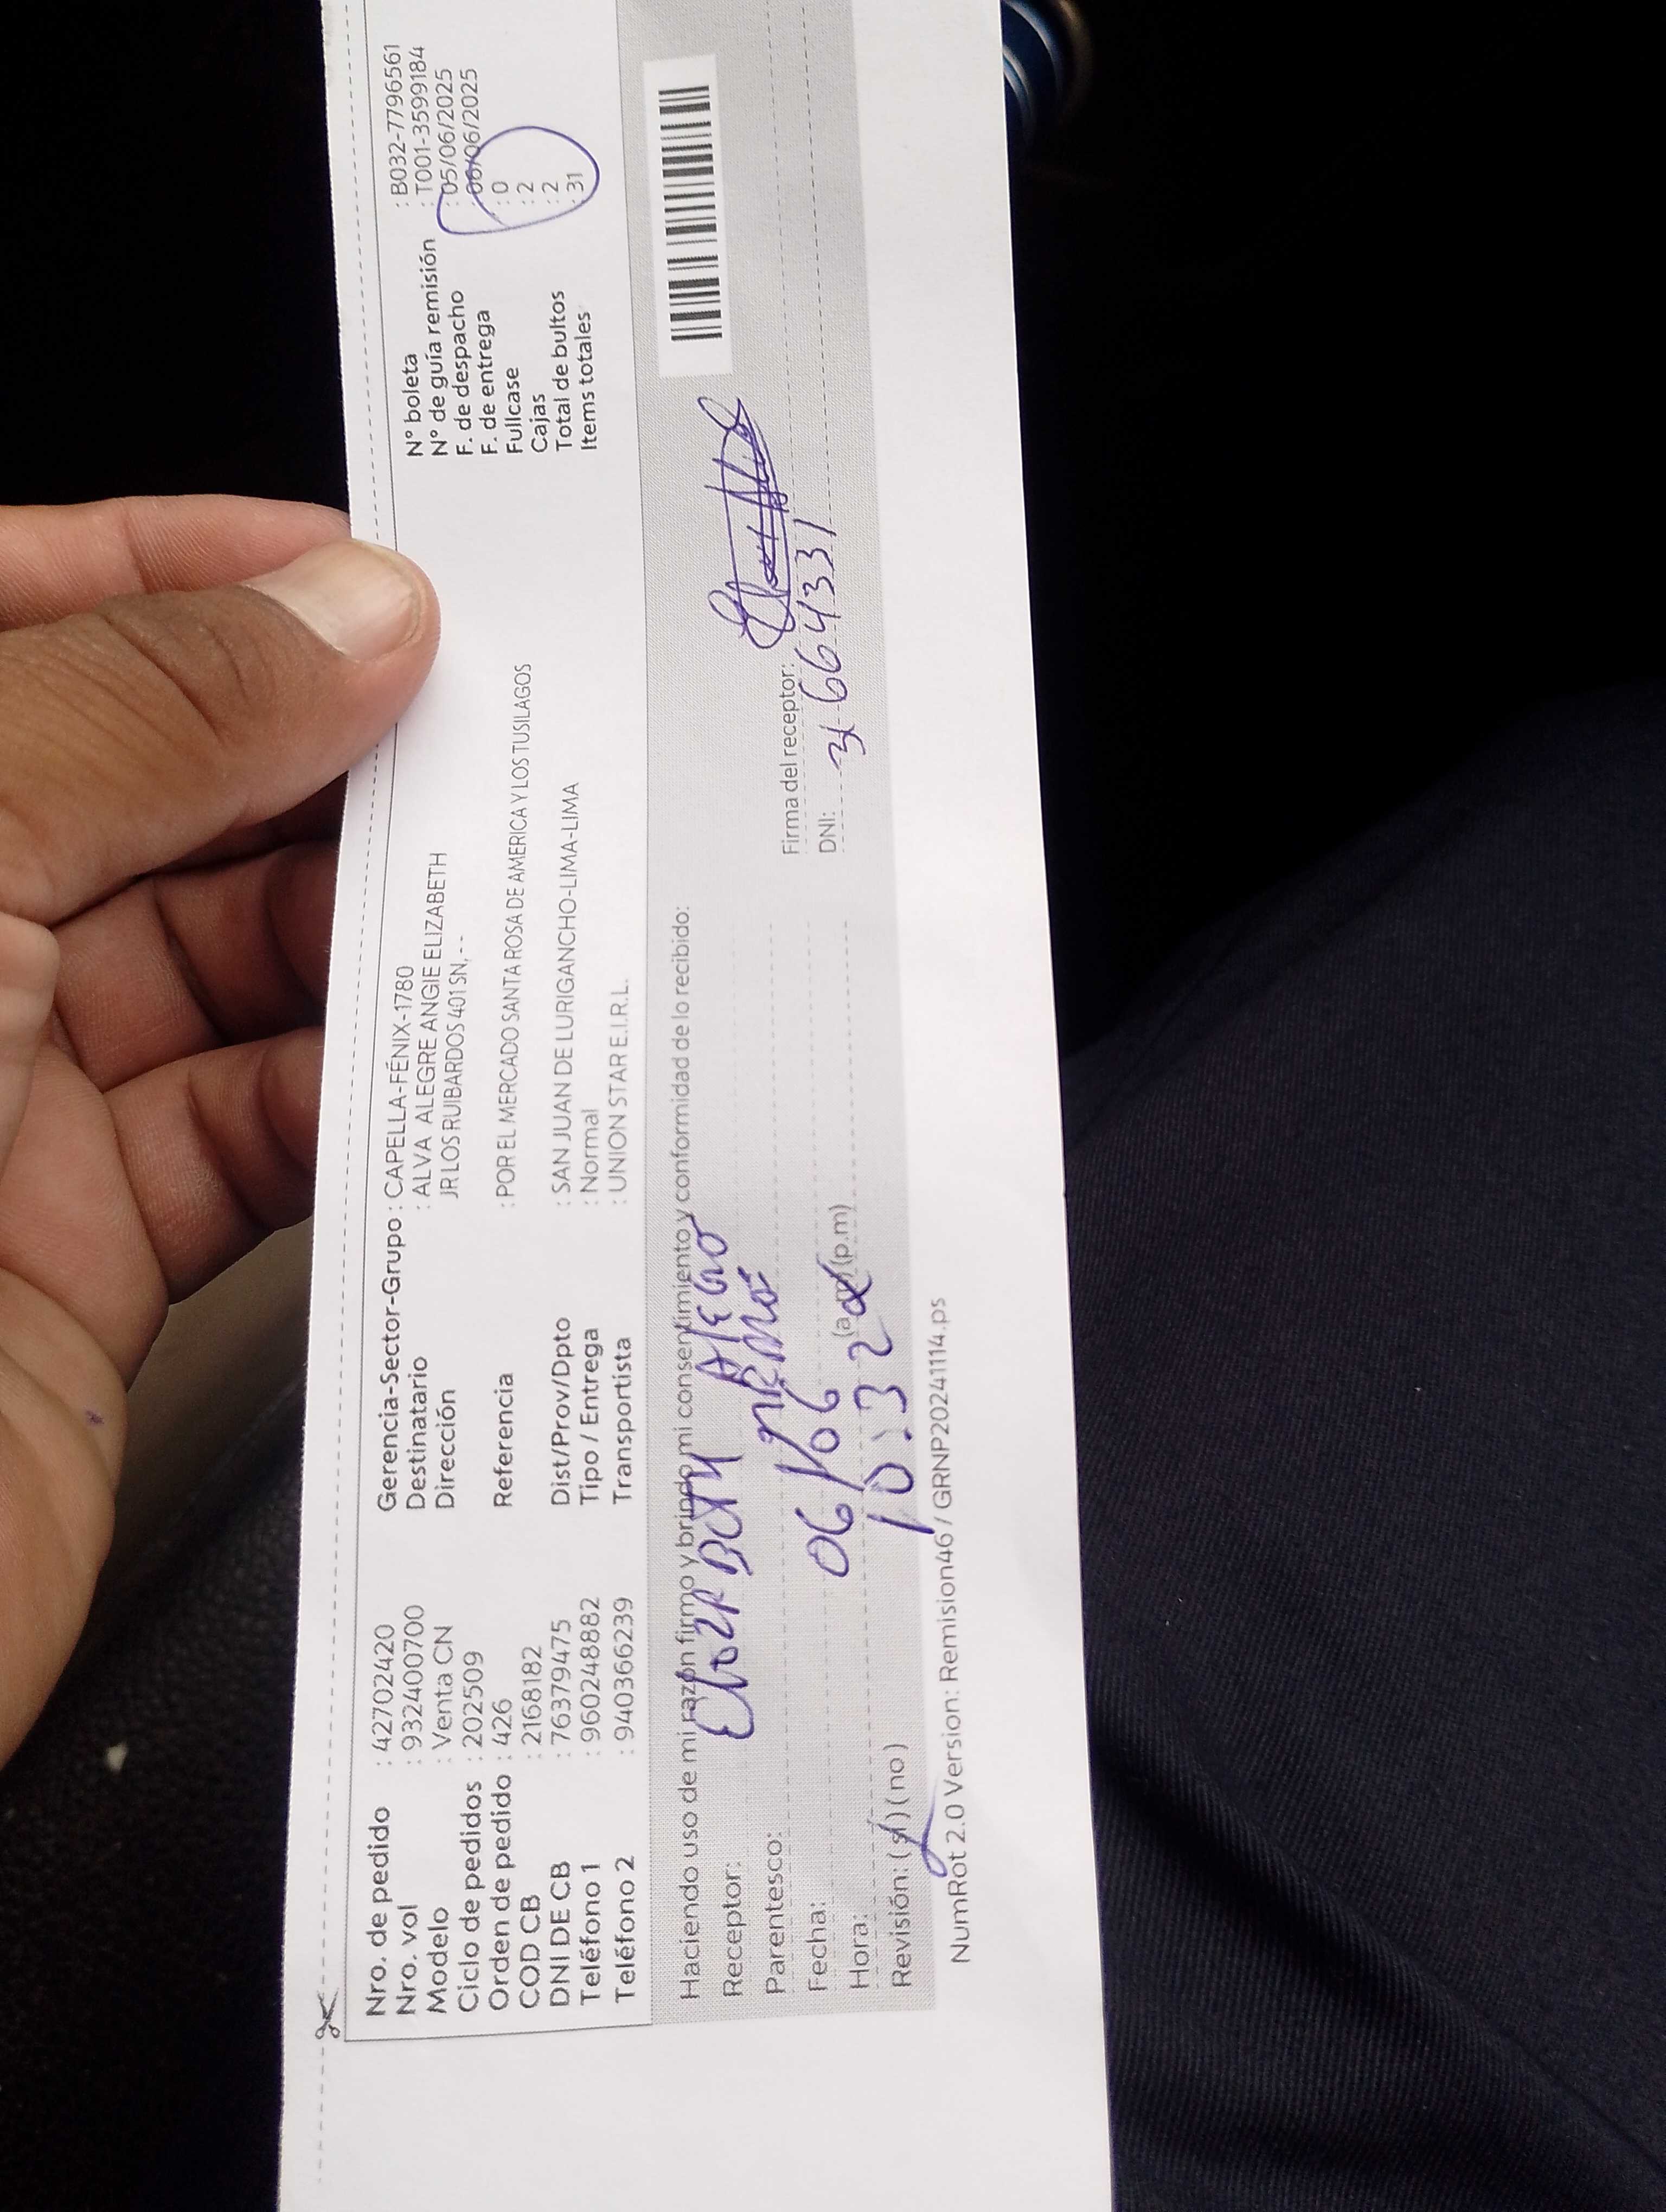 Nro. de pedido : 42702420
Nro. vol : 932400700
Modelo : Venta CN
Ciclo de pedidos : 202509
Orden de pedido : 426
COD CB : 2168182
DNI DE CB : 76379475
Teléfono 1 : 960248882
Teléfono 2 : 940366239
Gerencia-Sector-Grupo : CAPELLA-FÉNIX-1780
Destinatario : ALVA ALEGRE ANGIE ELIZABETH
Dirección JR LOS RUIBARDOS 401 SN, --
Referencia : POR EL MERCADO SANTA ROSA DE AMERICA Y LOS TUSILAGOS
Dist/Prov/Dpto : SAN JUAN DE LURIGANCHO-LIMA-LIMA
Tipo / Entrega : Normal
Transportista : UNION STAR E.I.R.L.
N° boleta : B032-7796561
N° de guía remisión : T001-3599184
F. de despacho : 05/06/2025
F. de entrega : 06/06/2025
Fullcase : 0
Cajas : 2
Total de bultos : 2
Items totales : 31
Haciendo uso de mi razón firmo y brindo mi consentimiento y conformidad de lo recibido:
Receptor:
Parentesco:
Fecha: 06/06
Hora: 10:32 (a.m) (p.m)
Revisión: (si) (no)
Firma del receptor:
DNI: 31664331
NumRot 2.0 Version: Remision46 / GRNP20241114.ps